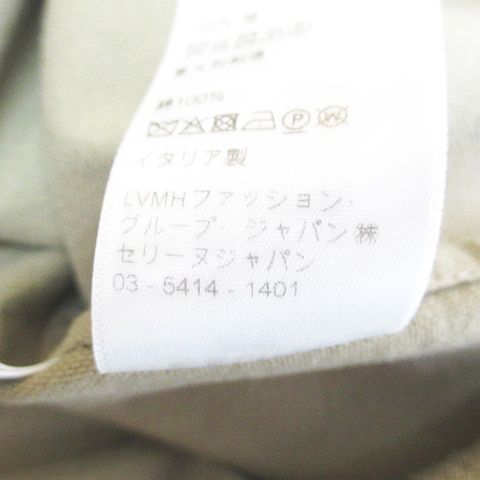 綿100%
イタリア製
LVMHファッション・
グループ・ジャパン株
セリーヌジャパン
03 - 5414 - 1401